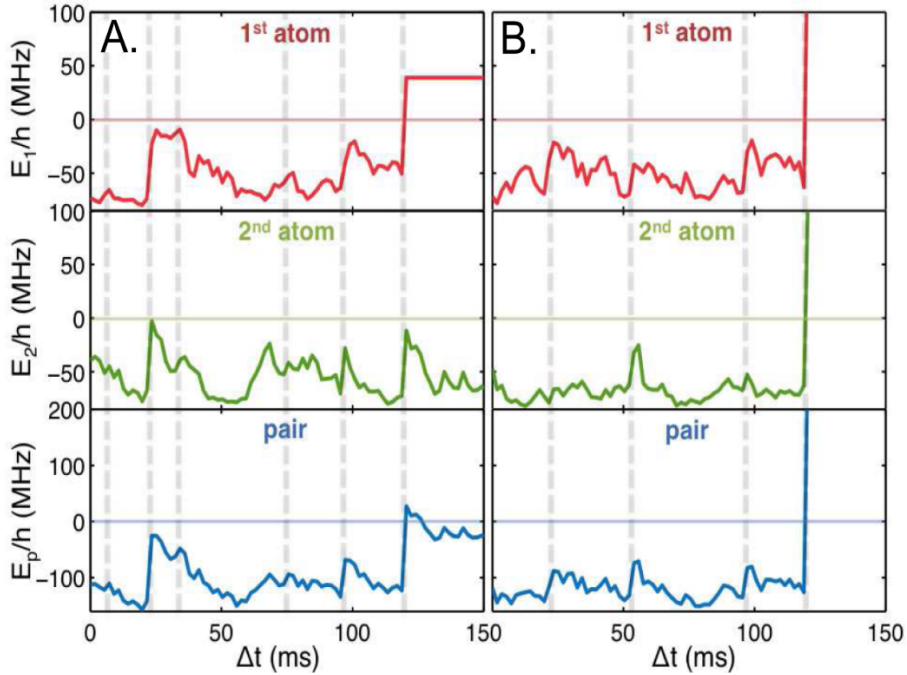 A.
B.
1st atom
1st atom
E1/h (MHz)
100
50
0
−50
2nd atom
2nd atom
E2/h (MHz)
100
50
0
−50
pair
pair
Ep/h (MHz)
200
100
0
−100
0 50 100 150 50 100 150
Δt (ms) Δt (ms)